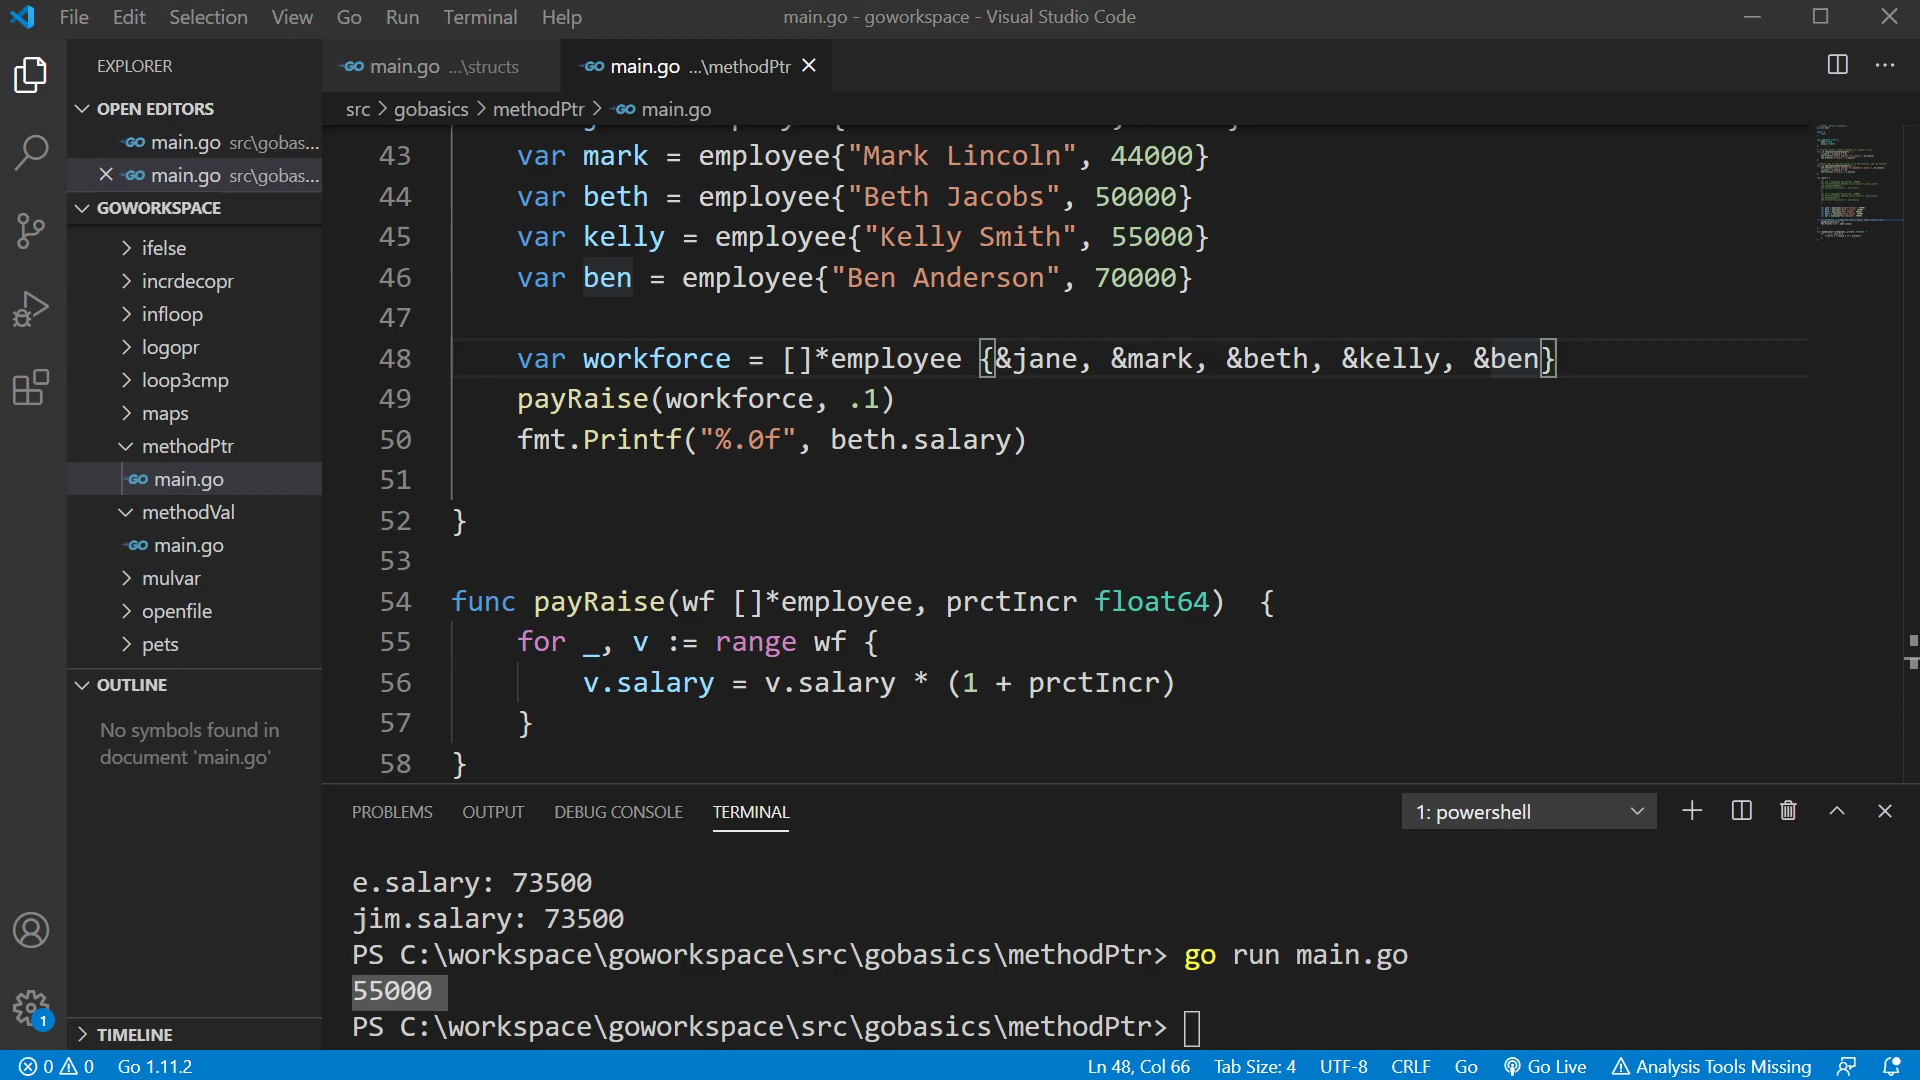 File Edit Selection View Go Run Terminal Help
main.go - goworkspace - Visual Studio Code
EXPLORER
OPEN EDITORS
GO main.go src\gobas...
GO main.go src\gobas...
GOWORKSPACE
ifelse
incrdecopr
infloop
logopr
loop3cmp
maps
methodPtr
GO main.go
methodVal
GO main.go
mulvar
openfile
pets
OUTLINE
No symbols found in
document 'main.go'
TIMELINE
GO main.go ...\structs
GO main.go ...\methodPtr
src > gobasics > methodPtr > GO main.go
43 var mark = employee{"Mark Lincoln", 44000}
44 var beth = employee{"Beth Jacobs", 50000}
45 var kelly = employee{"Kelly Smith", 55000}
46 var ben = employee{"Ben Anderson", 70000}
47
48 var workforce = []*employee {&jane, &mark, &beth, &kelly, &ben}
49 payRaise(workforce, .1)
50 fmt.Printf("%.0f", beth.salary)
51
52 }
53
54 func payRaise(wf []*employee, prctIncr float64)  {
55 for _, v := range wf {
56 v.salary = v.salary * (1 + prctIncr)
57 }
58 }
PROBLEMS OUTPUT DEBUG CONSOLE TERMINAL
1: powershell
e.salary: 73500
jim.salary: 73500
PS C:\workspace\goworkspace\src\gobasics\methodPtr> go run main.go
55000
PS C:\workspace\goworkspace\src\gobasics\methodPtr>
1
0 0 Go 1.11.2
Ln 48, Col 66 Tab Size: 4 UTF-8 CRLF Go Go Live Analysis Tools Missing